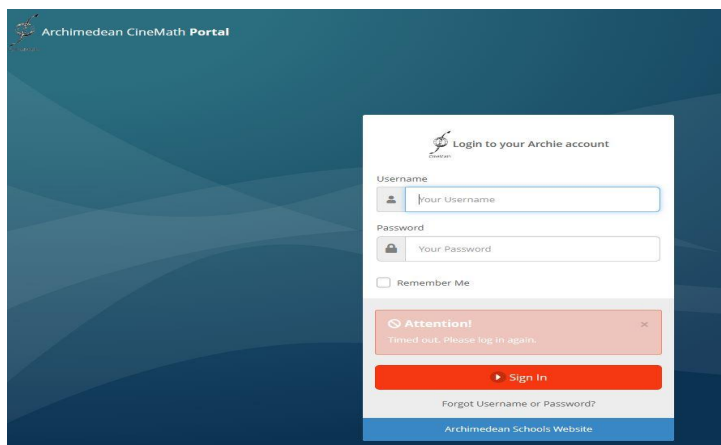 Archimedean CineMath Portal
Login to your Archie account
CineMath
Username
Your Username
Password
Your Password
Remember Me
Attention!
×
Timed out. Please log in again.
Sign In
Forgot Username or Password?
Archimedean Schools Website